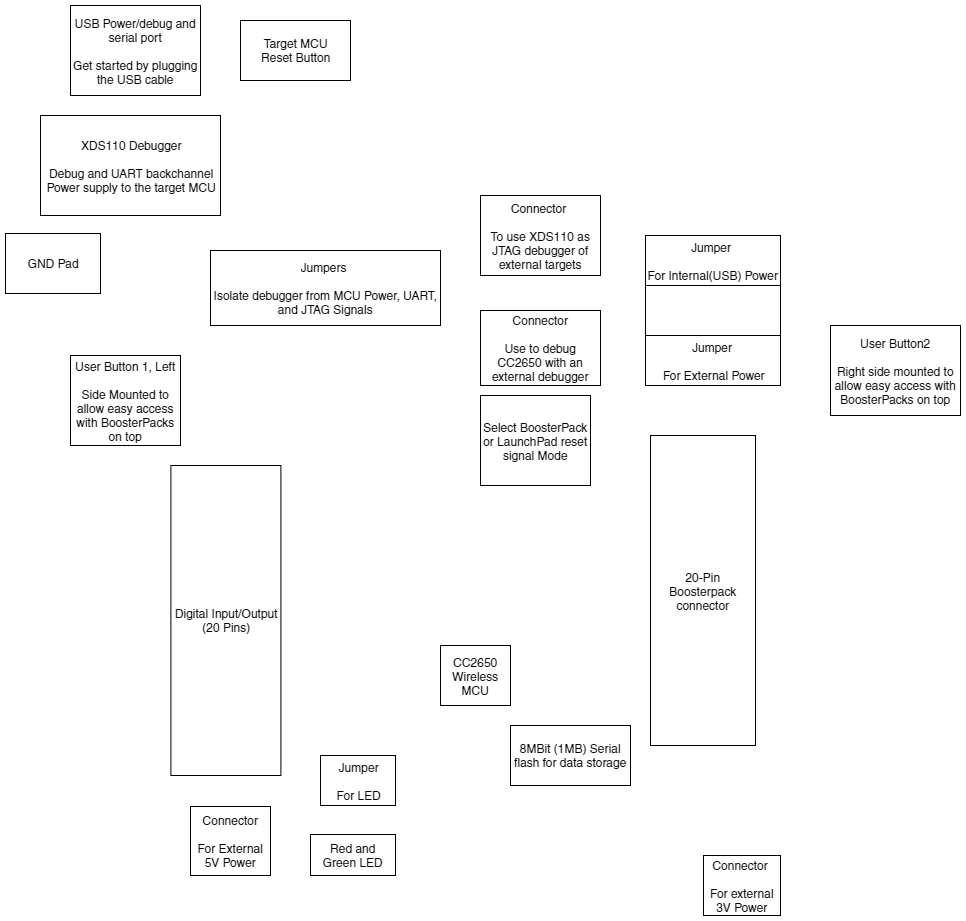 USB Power/debug and
serial port
Get started by plugging
the USB cable
Target MCU
Reset Button
XDS110 Debugger
Debug and UART backchannel
Power supply to the target MCU
GND Pad
Jumpers
Isolate debugger from MCU Power, UART,
and JTAG Signals
Connector
To use XDS110 as
JTAG debugger of
external targets
Jumper
For Internal(USB) Power
Connector
Use to debug
CC2650 with an
external debugger
Jumper
For External Power
User Button2
Right side mounted to
allow easy access with
BoosterPacks on top
User Button 1, Left
Side Mounted to
allow easy access
with BoosterPacks
on top
Select BoosterPack
or LaunchPad reset
signal Mode
Digital Input/Output
(20 Pins)
20-Pin
Boosterpack
connector
CC2650
Wireless
MCU
8MBit (1MB) Serial
flash for data storage
Jumper
For LED
Connector
For External
5V Power
Red and
Green LED
Connector
For external
3V Power